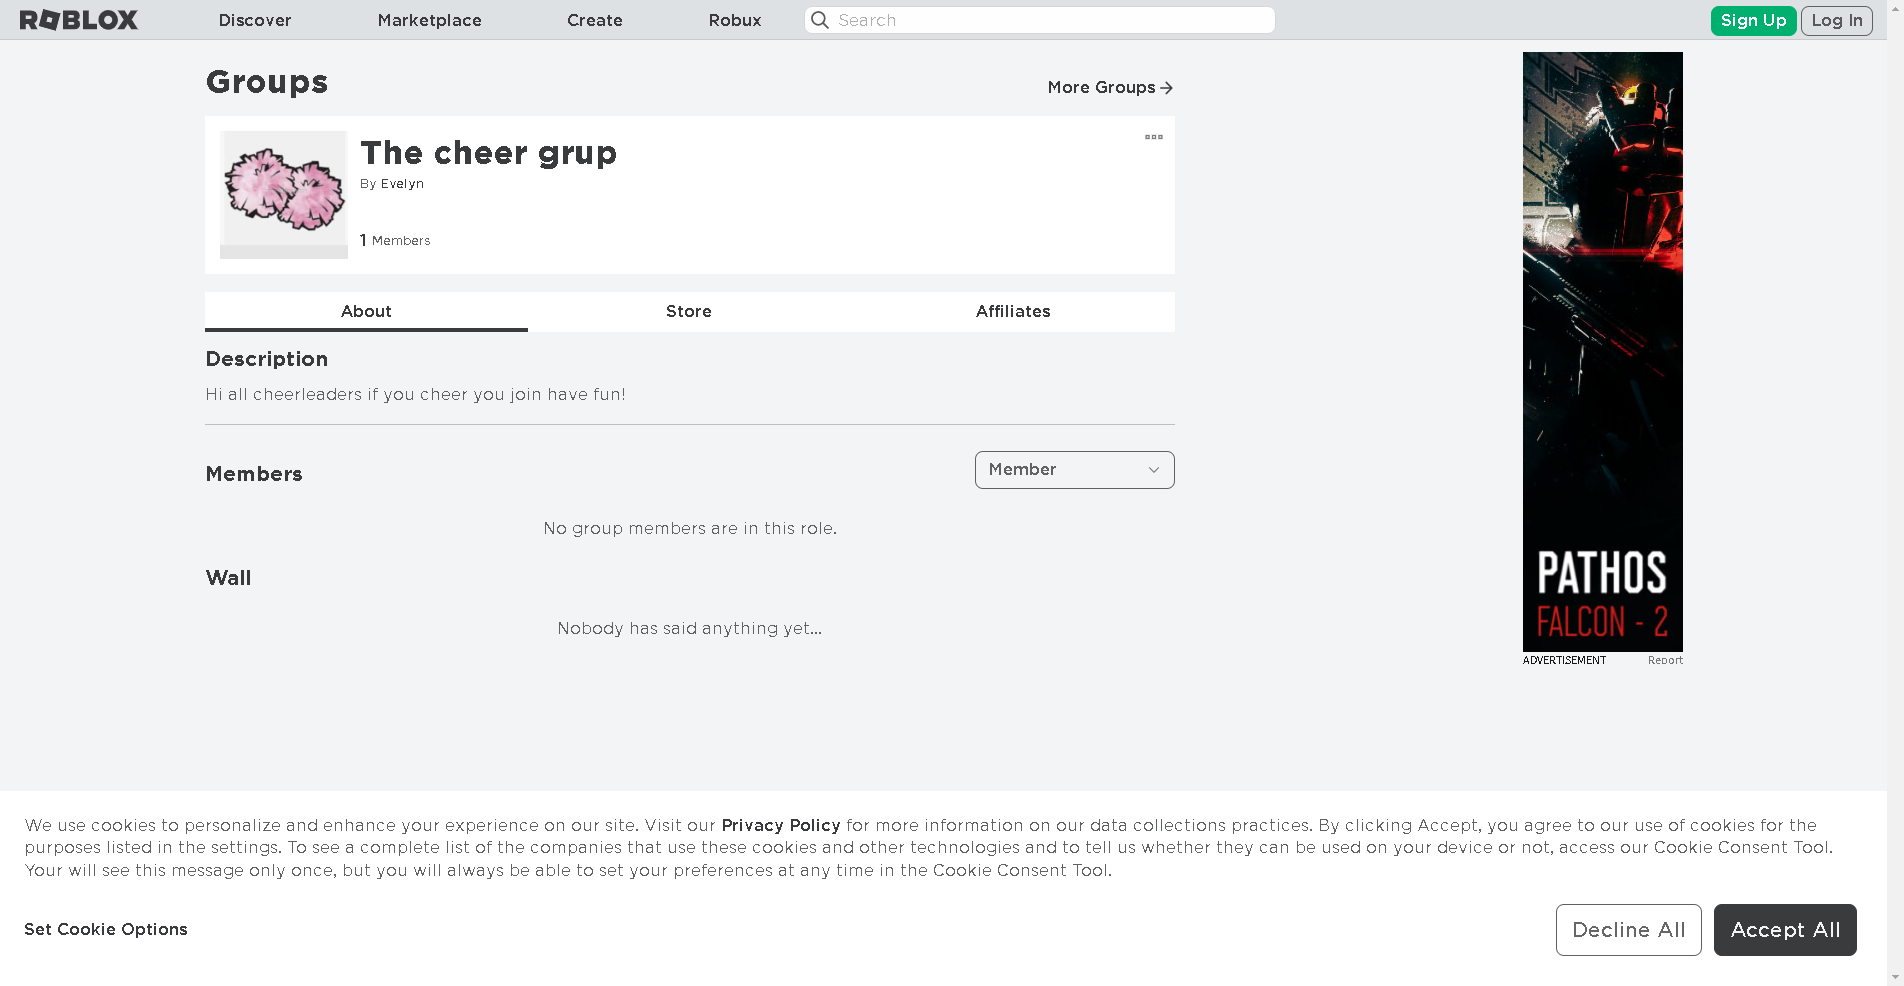 ROBLOX
Discover
Marketplace
Create
Robux
Search
Sign Up
Log In
Groups
More Groups
The cheer grup
By Evelyn
1 Members
About
Store
Affiliates
Description
Hi all cheerleaders if you cheer you join have fun!
Members
Member
No group members are in this role.
Wall
Nobody has said anything yet...
PATHOS
FALCON - 2
ADVERTISEMENT
Report
We use cookies to personalize and enhance your experience on our site. Visit our Privacy Policy for more information on our data collections practices. By clicking Accept, you agree to our use of cookies for the
purposes listed in the settings. To see a complete list of the companies that use these cookies and other technologies and to tell us whether they can be used on your device or not, access our Cookie Consent Tool.
Your will see this message only once, but you will always be able to set your preferences at any time in the Cookie Consent Tool.
Set Cookie Options
Decline All
Accept All